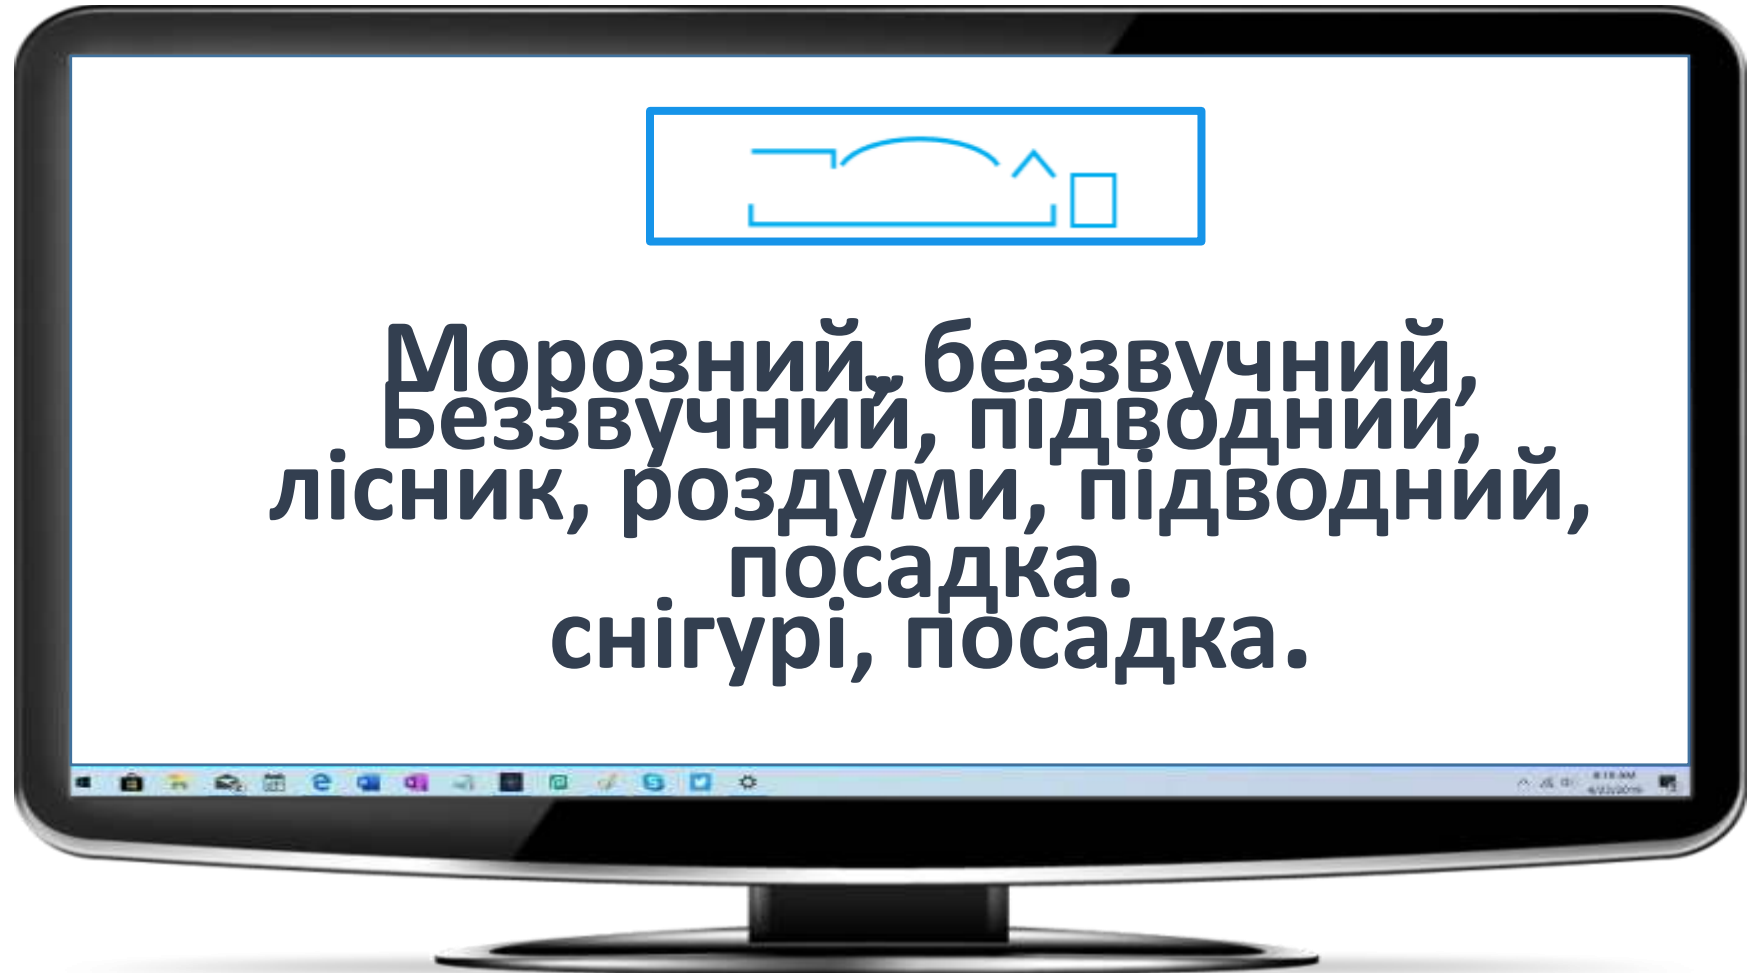 Морозний, беззвучний,
Беззвучний, підводний,
лісник, роздуми, підводний,
посадка.
снігурі, посадка.